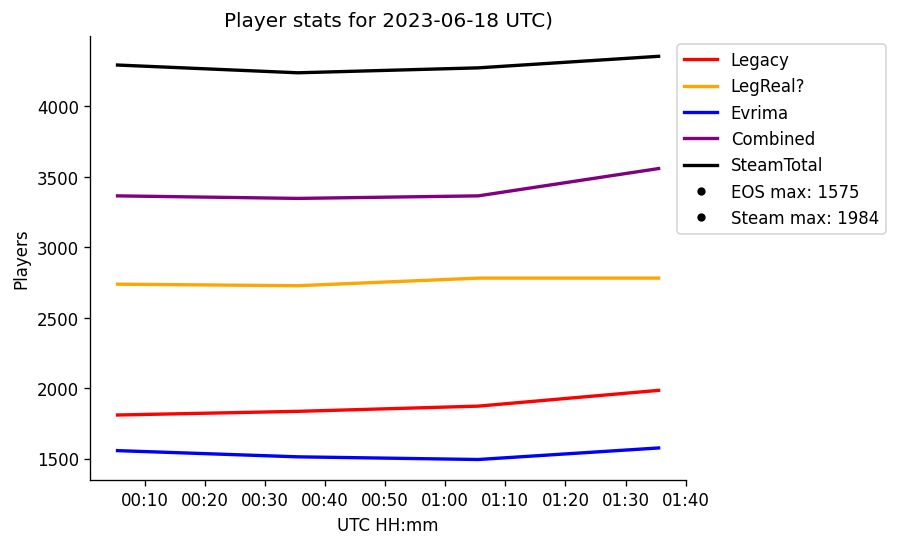 Player stats for 2023-06-18 UTC)
Legacy
LegReal?
Evrima
Combined
SteamTotal
EOS max: 1575
Steam max: 1984
Players
4000
3500
3000
2500
2000
1500
00:10 00:20 00:30 00:40 00:50 01:00 01:10 01:20 01:30 01:40
UTC HH:mm